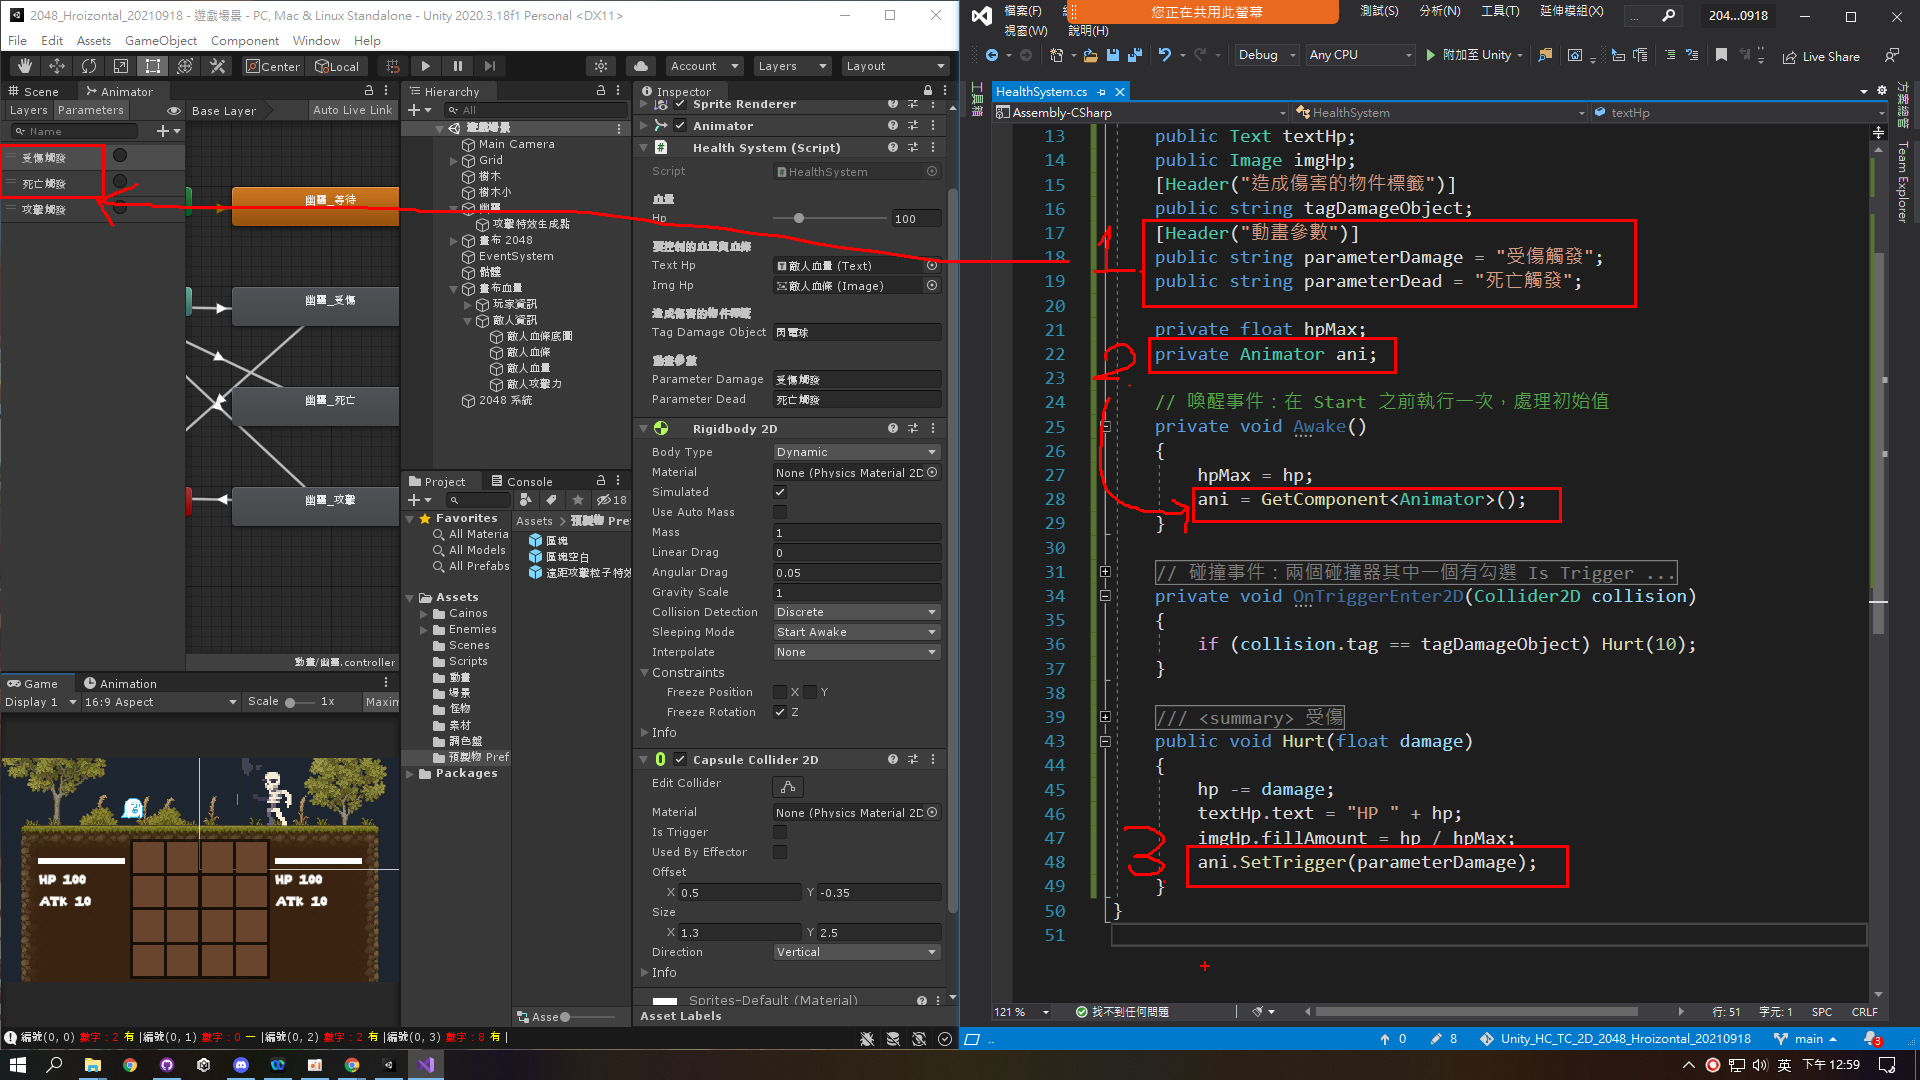 2048_Hroizontal_20210918 - 遊戲場景 - PC, Mac & Linux Standalone - Unity 2020.3.18f1 Personal <DX11>
File Edit Assets GameObject Component Window Help
Center Local Account Layers Layout
Scene Animator
Layers Parameters Base Layer Auto Live Link
Name
受傷觸發
死亡觸發
攻擊觸發
幽靈_等待
幽靈_受傷
幽靈_死亡
幽靈_攻擊
動畫/幽靈.controller
Game Animation
Display 1 16:9 Aspect Scale 1x Maxim
HP 100
ATK 10
HP 100
ATK 10
Hierarchy
All
遊戲場景
Main Camera
Grid
樹木
樹木小
幽靈
攻擊特效生成點
畫布 2048
EventSystem
骷髏
畫布血量
玩家資訊
敵人資訊
敵人血條底圖
敵人血條
敵人血量
敵人攻擊力
2048 系統
Project Console
18
Favorites
All Materia
All Models
All Prefabs
Assets
Cainos
Enemies
Scenes
Scripts
動畫
場景
怪物
素材
調色盤
預製物 Pref
Packages
Assets > 預製物 Pre
區塊
區塊空白
遠距攻擊粒子特效
Asse
Inspector
Sprite Renderer
Animator
Health System (Script)
Script HealthSystem
血量
Hp 100
要控制的血量與血條
Text Hp 敵人血量 (Text)
Img Hp 敵人血條 (Image)
造成傷害的物件標籤
Tag Damage Object 閃電球
動畫參數
Parameter Damage 受傷觸發
Parameter Dead 死亡觸發
Rigidbody 2D
Body Type Dynamic
Material None (Physics Material 2D
Simulated
Use Auto Mass
Mass 1
Linear Drag 0
Angular Drag 0.05
Gravity Scale 1
Collision Detection Discrete
Sleeping Mode Start Awake
Interpolate None
Constraints
Freeze Position X Y
Freeze Rotation Z
Info
Capsule Collider 2D
Edit Collider
Material None (Physics Material 2D
Is Trigger
Used By Effector
Offset
X 0.5 Y -0.35
Size
X 1.3 Y 2.5
Direction Vertical
Info
Sprites-Default (Material)
Asset Labels
編號(0, 0) 數字：2 有 |編號(0, 1) 數字：0 一 |編號(0, 2) 數字：2 有 |編號(0, 3) 數字：8 有 |
您正在共用此螢幕
檔案(F) 測試(S) 分析(N) 工具(T) 延伸模組(X) ... 204...0918
視窗(W) 說明(H)
Debug Any CPU 附加至 Unity Live Share
工具箱
HealthSystem.cs
Assembly-CSharp HealthSystem textHp
方案總管
Team Explorer
13 public Text textHp;
14 public Image imgHp;
15 [Header("造成傷害的物件標籤")]
16 public string tagDamageObject;
17 [Header("動畫參數")]
18 public string parameterDamage = "受傷觸發";
19 public string parameterDead = "死亡觸發";
20
21 private float hpMax;
22 private Animator ani;
23
24 // 喚醒事件：在 Start 之前執行一次，處理初始值
25 private void Awake()
26 {
27 hpMax = hp;
28 ani = GetComponent<Animator>();
29 }
30
31 // 碰撞事件：兩個碰撞器其中一個有勾選 Is Trigger ...
34 private void OnTriggerEnter2D(Collider2D collision)
35 {
36 if (collision.tag == tagDamageObject) Hurt(10);
37 }
38
39 /// <summary> 受傷
43 public void Hurt(float damage)
44 {
45 hp -= damage;
46 textHp.text = "HP " + hp;
47 imgHp.fillAmount = hp / hpMax;
48 ani.SetTrigger(parameterDamage);
49 }
50 }
51
1
2
3
121 % 找不到任何問題 行: 51 字元: 1 SPC CRLF
0 8 Unity_HC_TC_2D_2048_Hroizontal_20210918 main 3
英 下午 12:59